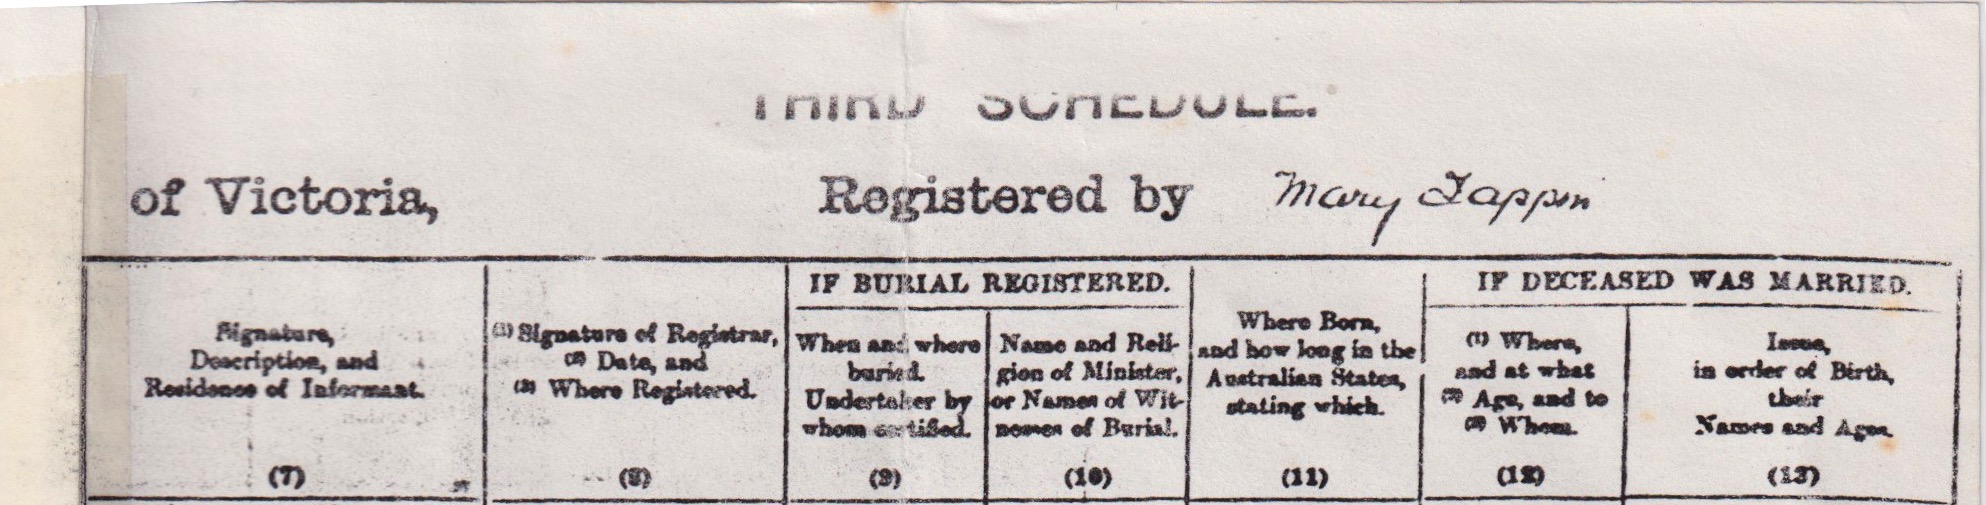 THIRD SCHEDULE.
of Victoria, Registered by Mary Tappin
Signature,
Description, and
Residence of Informant.
(7)
(1) Signature of Registrar,
(2) Date, and
(3) Where Registered.
(8)
IF BURIAL REGISTERED.
When and where
buried.
Undertaker by
whom certified.
(9)
Name and Reli-
gion of Minister,
or Names of Wit-
nesses of Burial.
(10)
Where Born,
and how long in the
Australian States,
stating which.
(11)
IF DECEASED WAS MARRIED.
(1) Where,
and at what
(2) Age, and to
(3) Whom.
(12)
Issue,
in order of Birth,
their
Names and Ages.
(13)